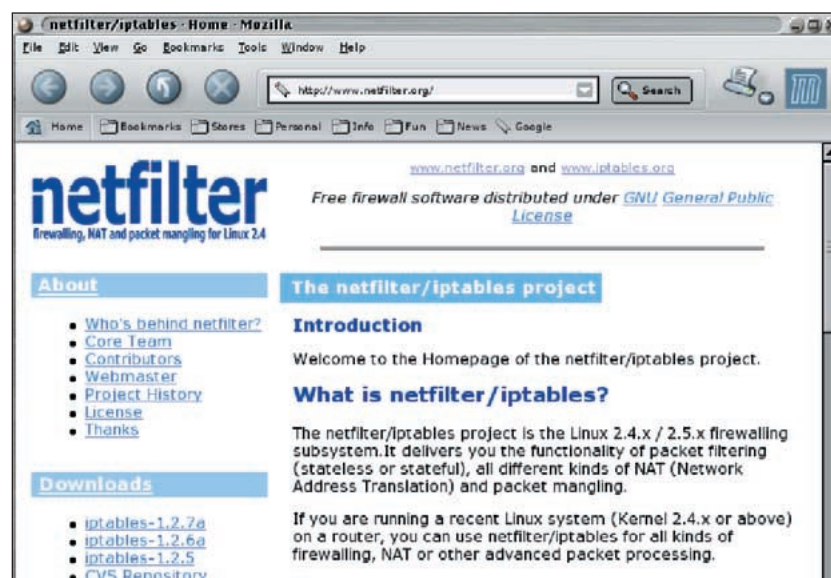 netfilter/iptables - Home - Mozilla
File Edit View Go Bookmarks Tools Window Help
http://www.netfilter.org/ Search
Home Bookmarks Stores Personal Info Fun News Google
netfilter
firewalling, NAT and packet mangling for Linux 2.4
www.netfilter.org and www.iptables.org
Free firewall software distributed under GNU General Public
License
About
Who's behind netfilter?
Core Team
Contributors
Webmaster
Project History
License
Thanks
Downloads
iptables-1.2.7a
iptables-1.2.6a
iptables-1.2.5
CVS Repository
The netfilter/iptables project
Introduction
Welcome to the Homepage of the netfilter/iptables project.
What is netfilter/iptables?
The netfilter/iptables project is the Linux 2.4.x / 2.5.x firewalling
subsystem.It delivers you the functionality of packet filtering
(stateless or stateful), all different kinds of NAT (Network
Address Translation) and packet mangling.
If you are running a recent Linux system (Kernel 2.4.x or above)
on a router, you can use netfilter/iptables for all kinds of
firewalling, NAT or other advanced packet processing.